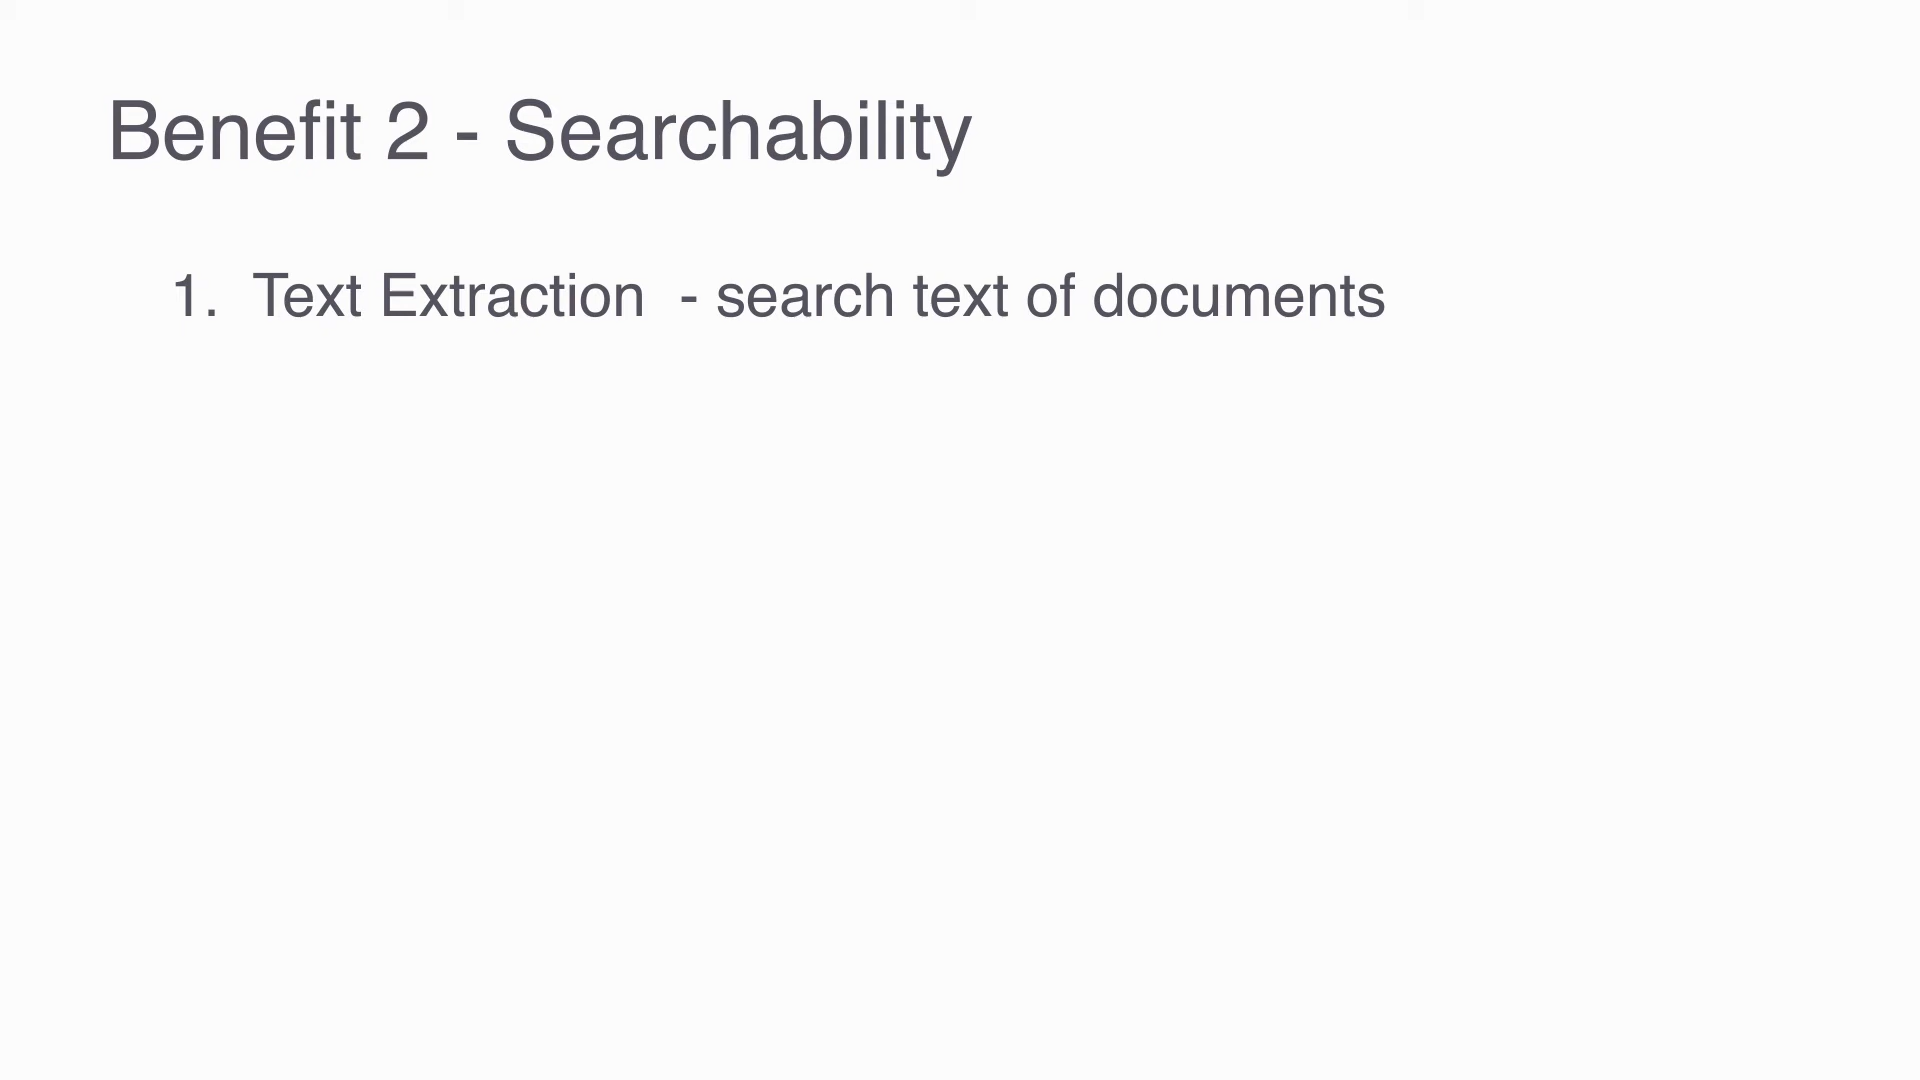 Benefit 2 - Searchability
1. Text Extraction  - search text of documents